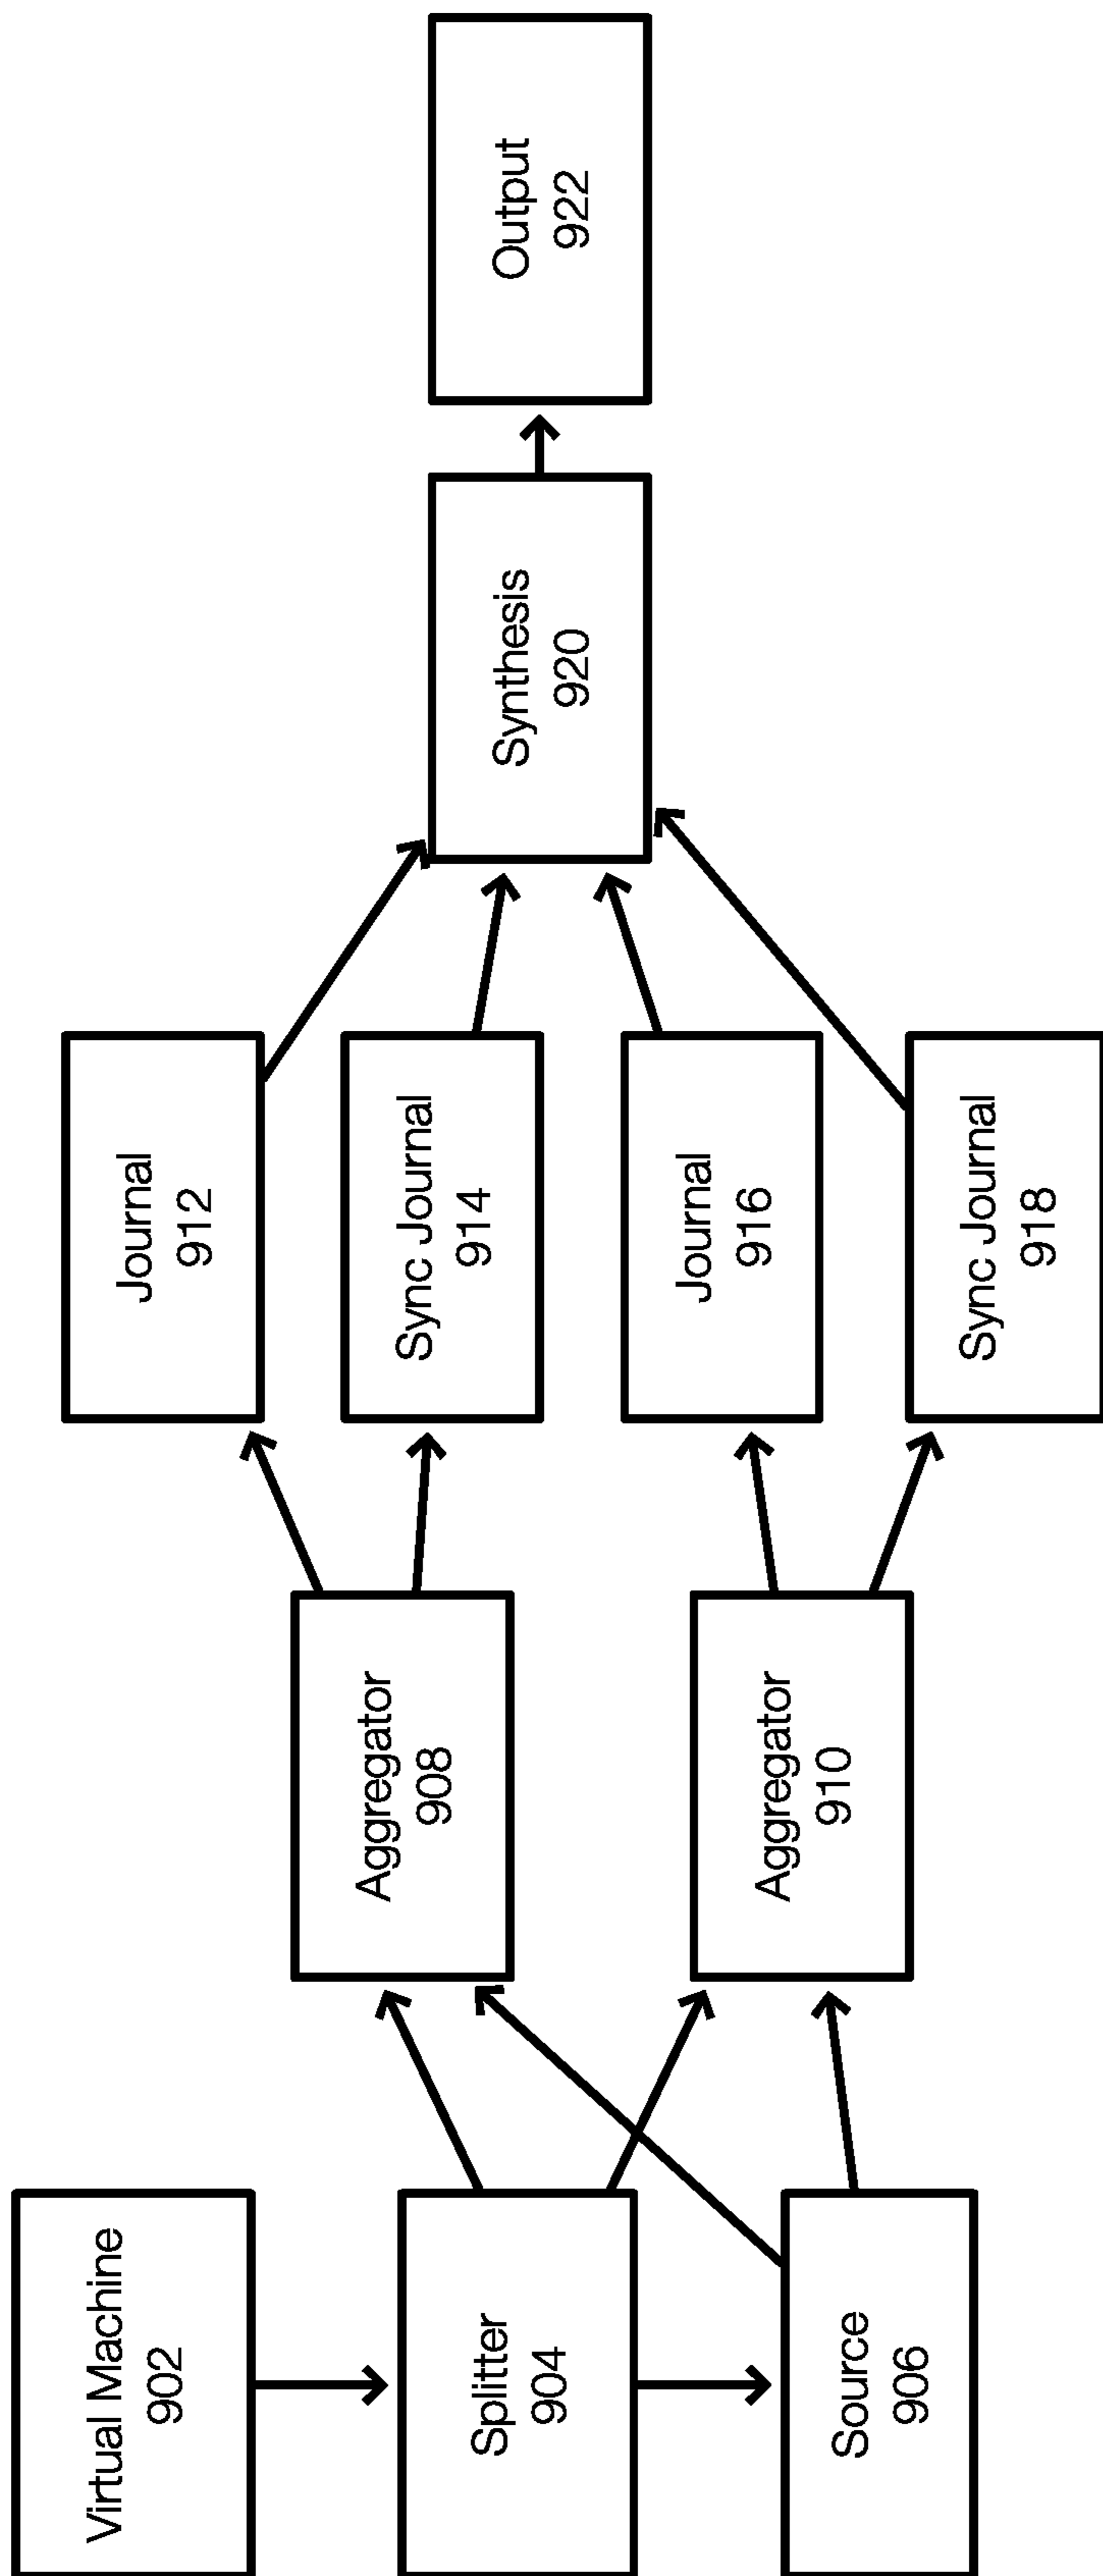 Virtual Machine
902
Splitter
904
Source
906
Aggregator
908
Aggregator
910
Journal
912
Sync Journal
914
Journal
916
Sync Journal
918
Synthesis
920
Output
922